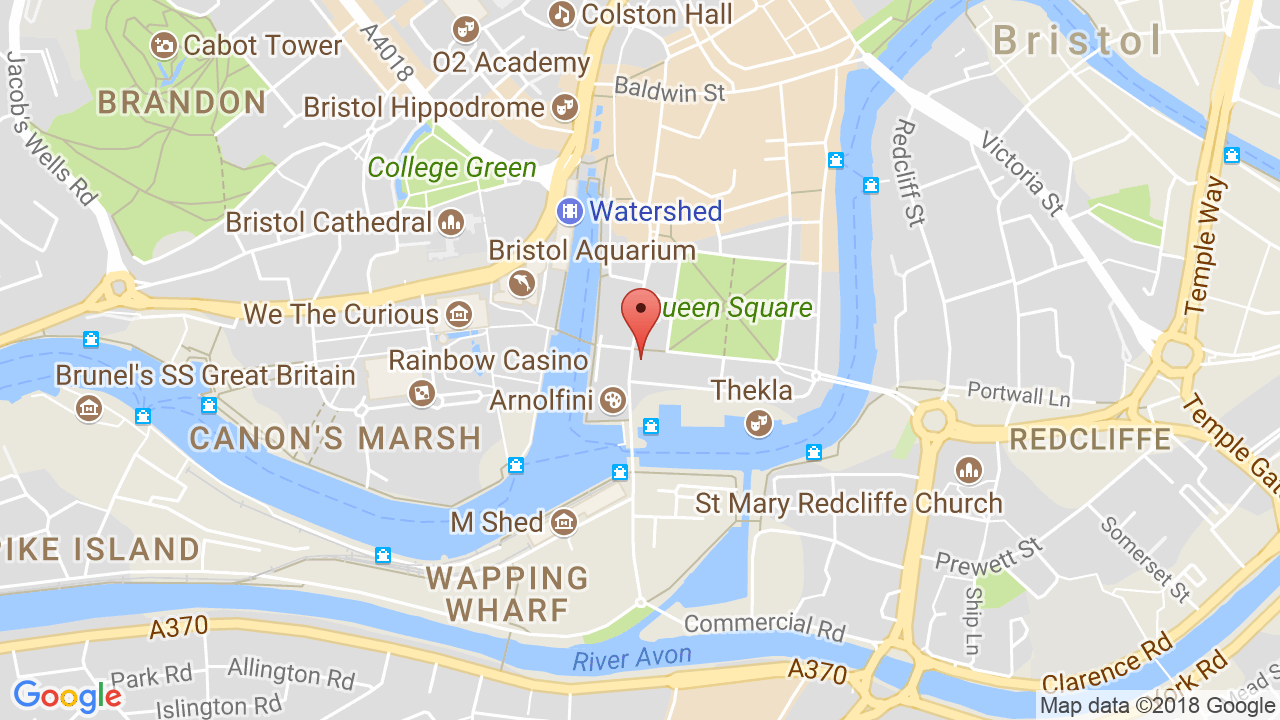 Colston Hall
Cabot Tower
A4018
O2 Academy
Bristol
Jacob's Wells Rd
BRANDON
Bristol Hippodrome
Baldwin St
College Green
Redcliff St
Victoria St
Bristol Cathedral
Watershed
Bristol Aquarium
Temple Way
We The Curious
ueen Square
Rainbow Casino
Brunel's SS Great Britain
Arnolfini
Thekla
Portwall Ln
CANON'S MARSH
REDCLIFFE
Temple Gat
St Mary Redcliffe Church
M Shed
PIKE ISLAND
Prewett St
Somerset St
WAPPING
WHARF
Ship Ln
A370
Commercial Rd
River Avon
A370
Park Rd
Allington Rd
Islington Rd
Clarence Rd
York Rd
Mead S
Google
Map data ©2018 Google